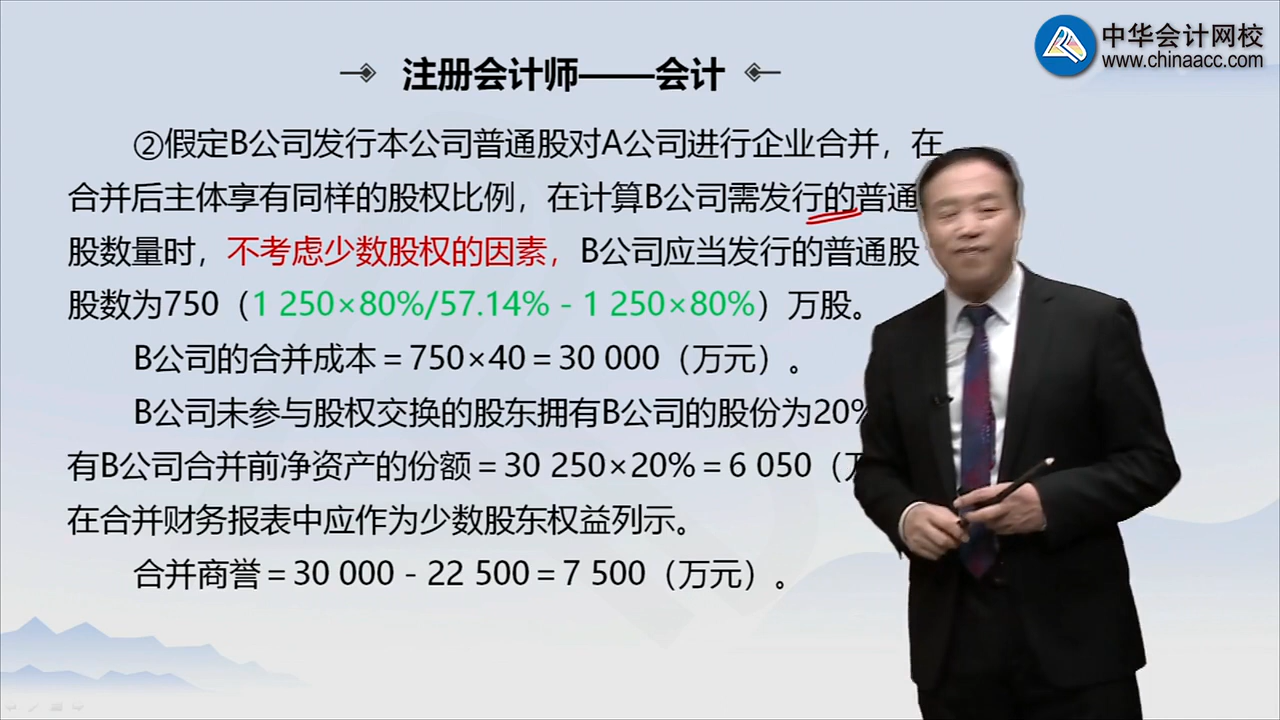 中华会计网校
www.chinaacc.com
注册会计师——会计
②假定B公司发行本公司普通股对A公司进行企业合并，在
合并后主体享有同样的股权比例，在计算B公司需发行的普通
股数量时，不考虑少数股权的因素，B公司应当发行的普通股
股数为750（1 250×80%/57.14%－1 250×80%）万股。
B公司的合并成本＝750×40＝30 000（万元）。
B公司未参与股权交换的股东拥有B公司的股份为20%
有B公司合并前净资产的份额＝30 250×20%＝6 050（
在合并财务报表中应作为少数股东权益列示。
合并商誉＝30 000－22 500＝7 500（万元）。